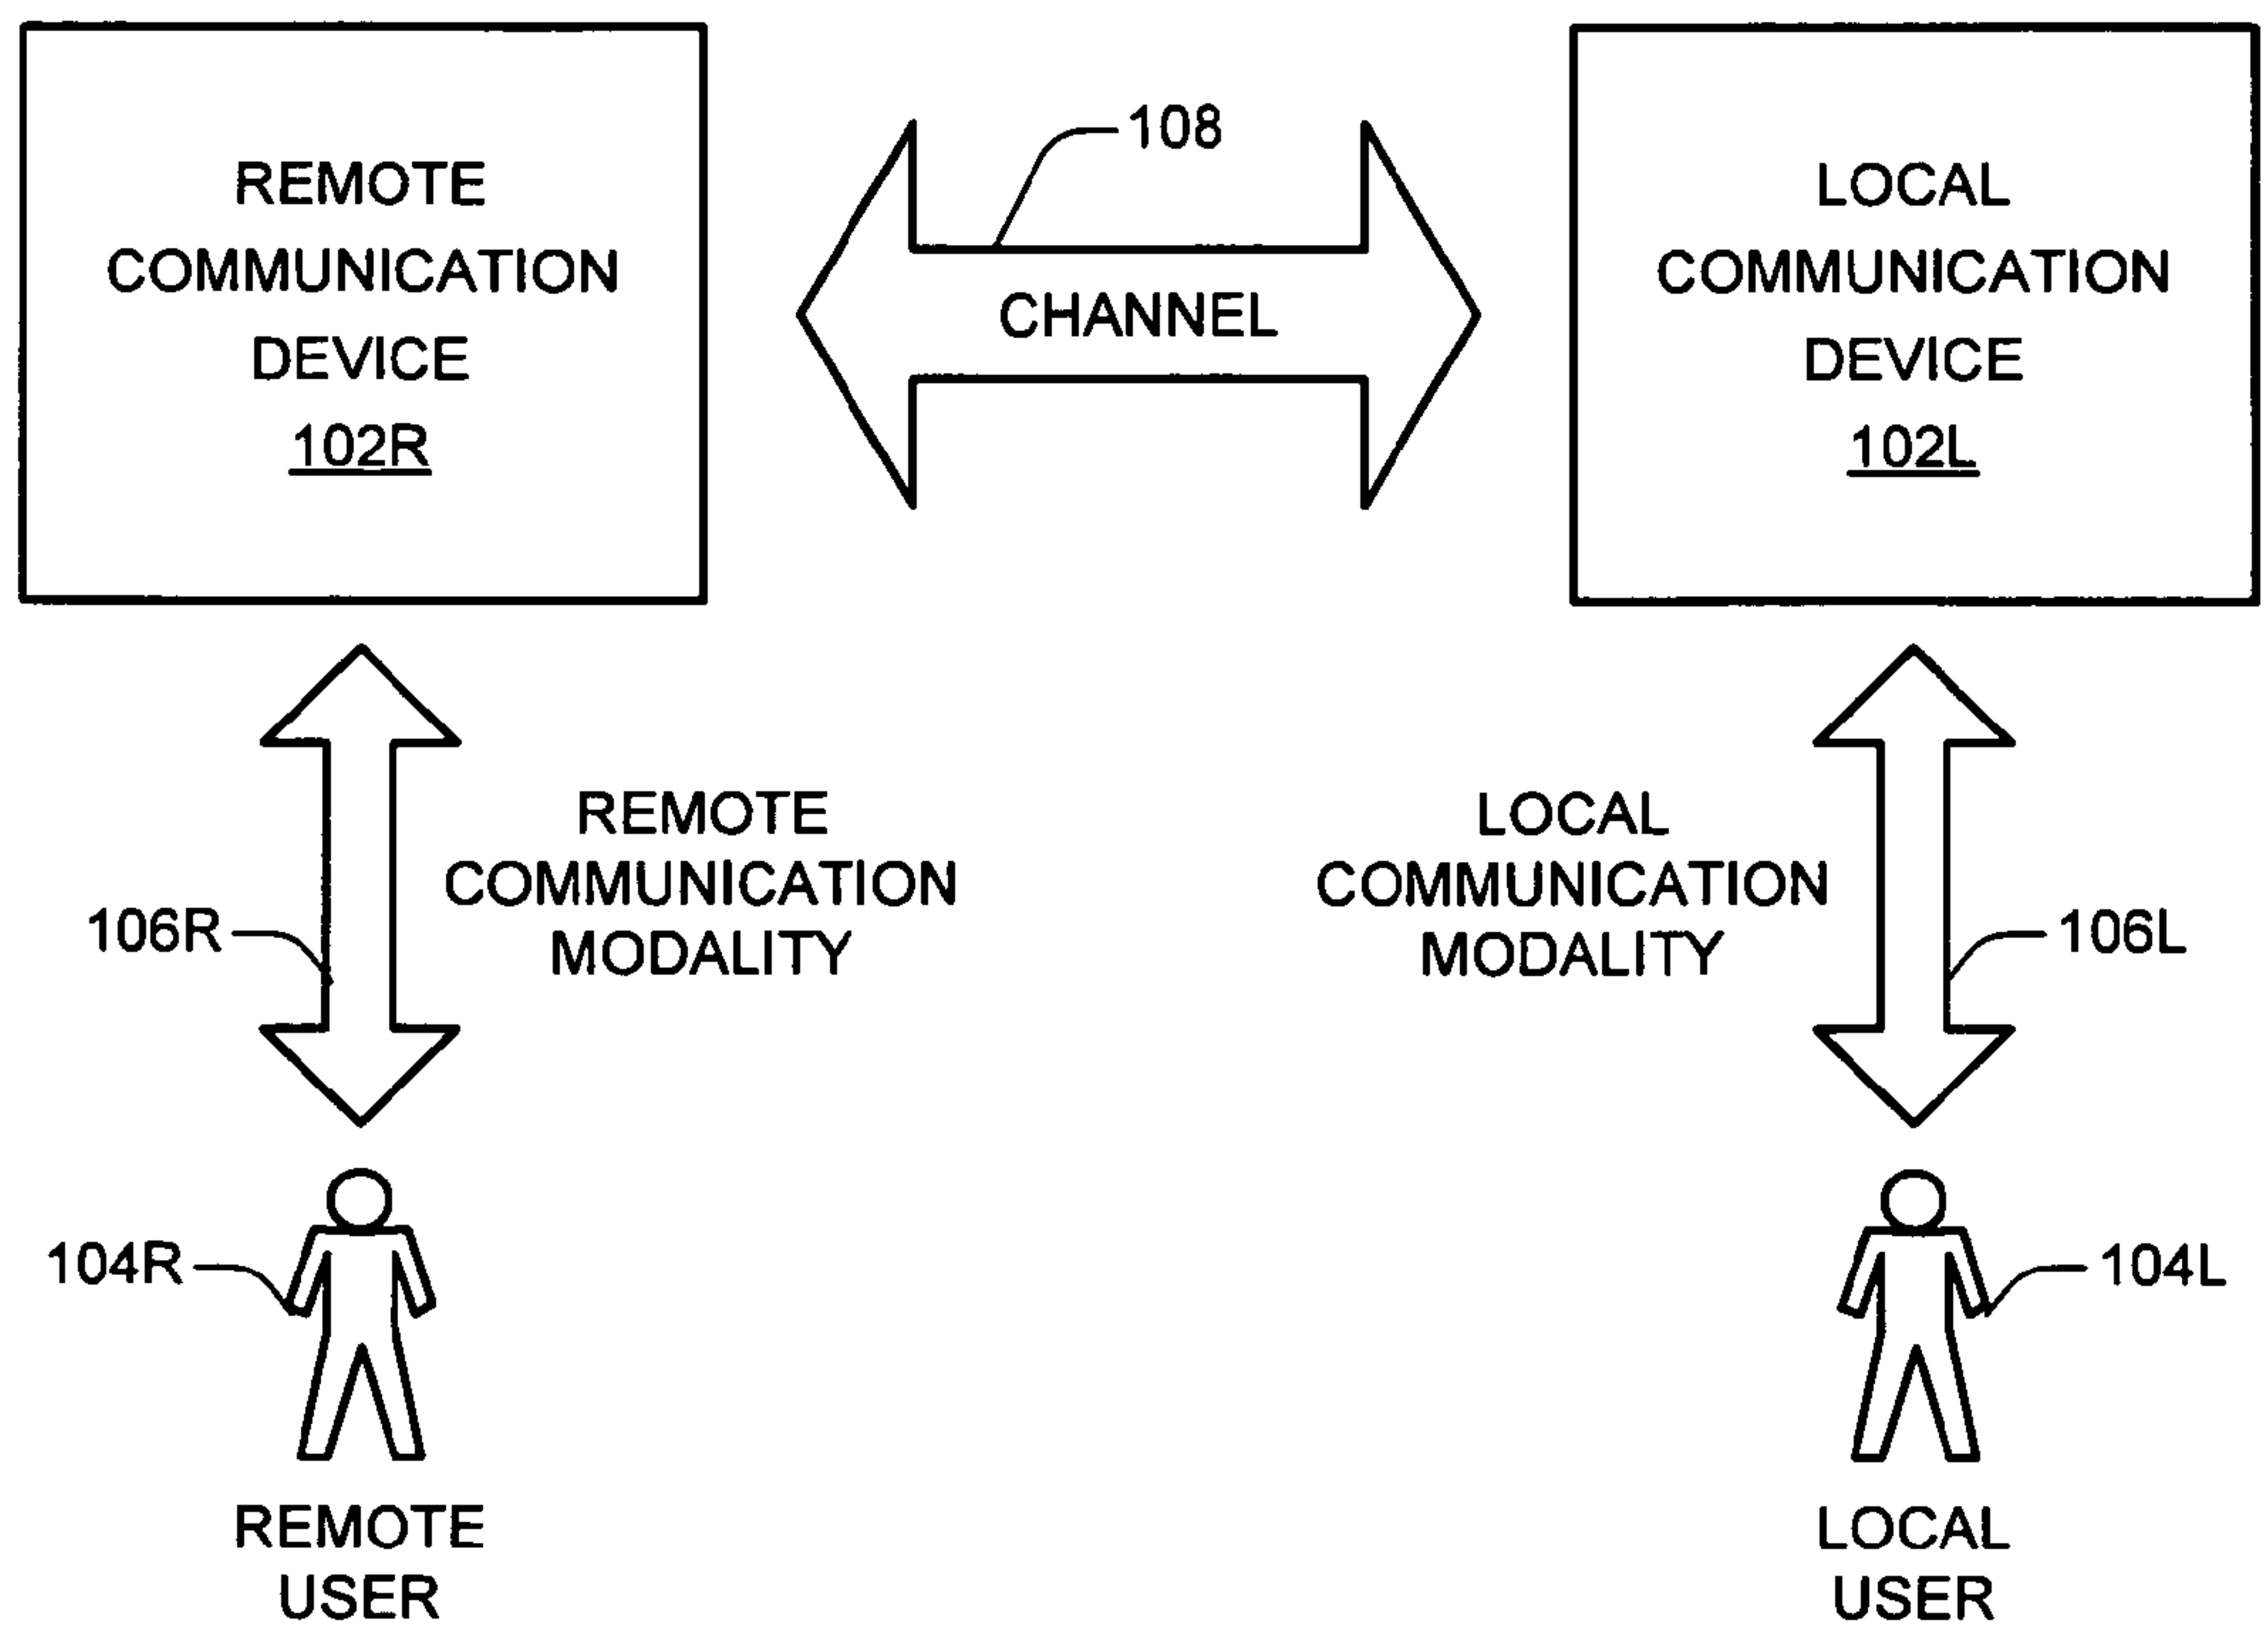 REMOTE
COMMUNICATION
DEVICE
102R
108
CHANNEL
LOCAL
COMMUNICATION
DEVICE
102L
106R
REMOTE
COMMUNICATION
MODALITY
LOCAL
COMMUNICATION
MODALITY
106L
104R
REMOTE
USER
104L
LOCAL
USER